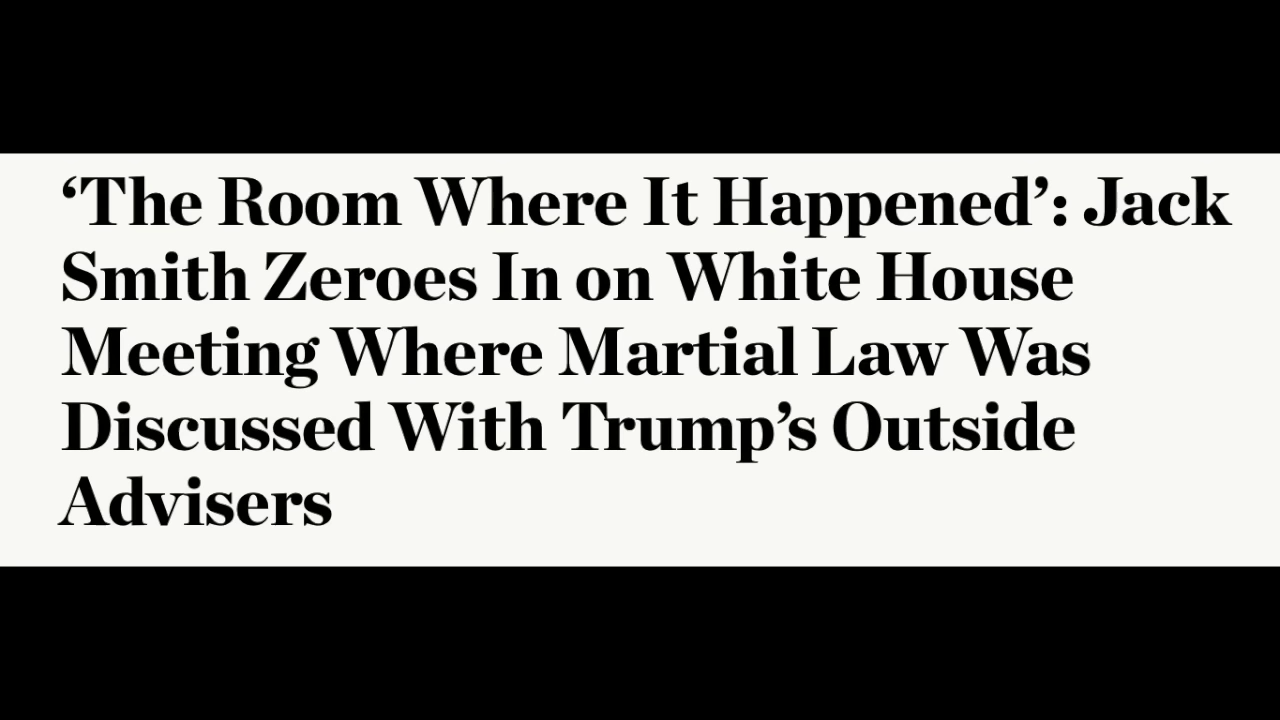 ‘The Room Where It Happened’: Jack
Smith Zeroes In on White House
Meeting Where Martial Law Was
Discussed With Trump’s Outside
Advisers